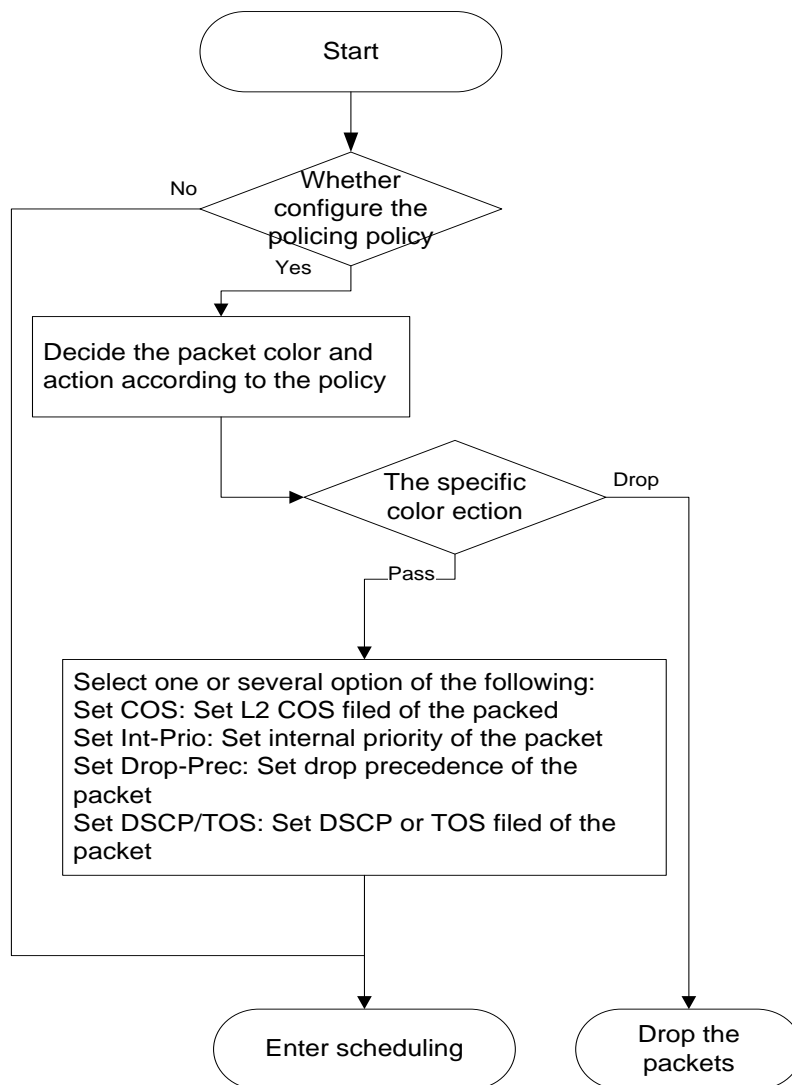 Start
Whether
configure the
policing policy
No
Yes
Decide the packet color and
action according to the policy
The specific
color ection
Drop
Pass
Select one or several option of the following:
Set COS: Set L2 COS filed of the packed
Set Int-Prio: Set internal priority of the packet
Set Drop-Prec: Set drop precedence of the
packet
Set DSCP/TOS: Set DSCP or TOS filed of the
packet
Enter scheduling
Drop the
packets